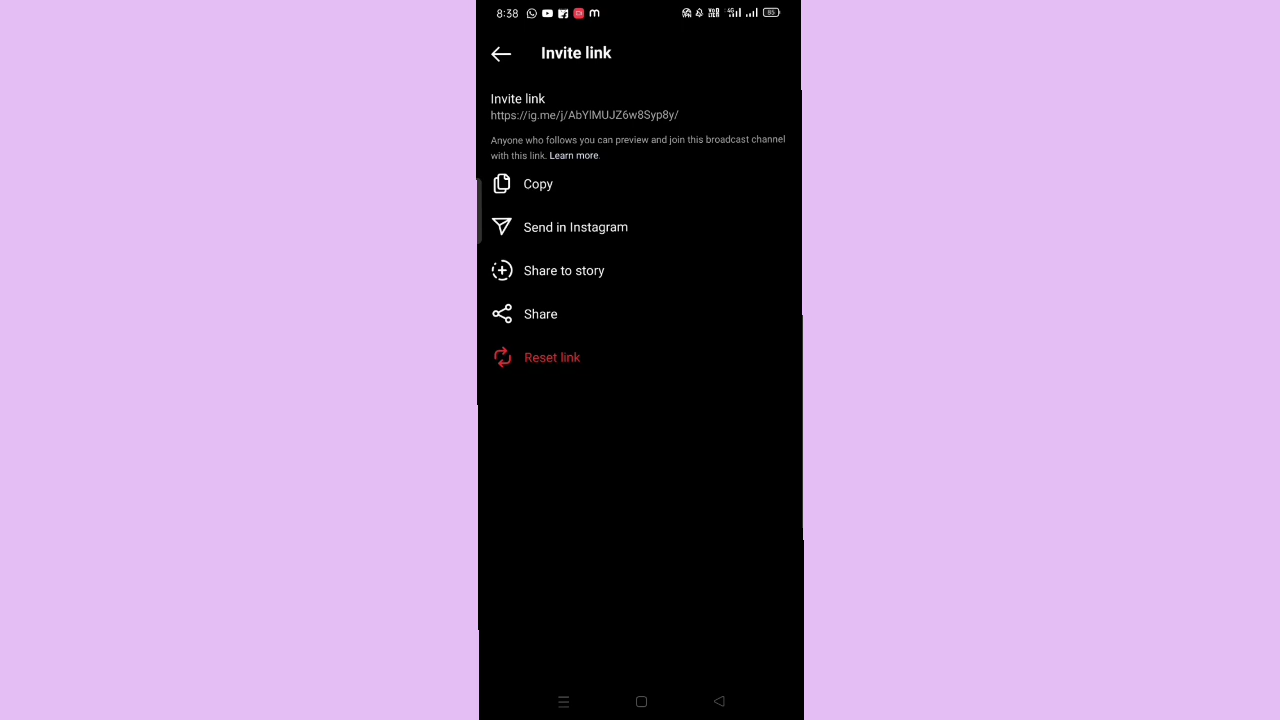 8:38
Invite link
Invite link
https://ig.me/j/AbYlMUJZ6w8Syp8y/
Anyone who follows you can preview and join this broadcast channel
with this link. Learn more.
Copy
Send in Instagram
Share to story
Share
Reset link